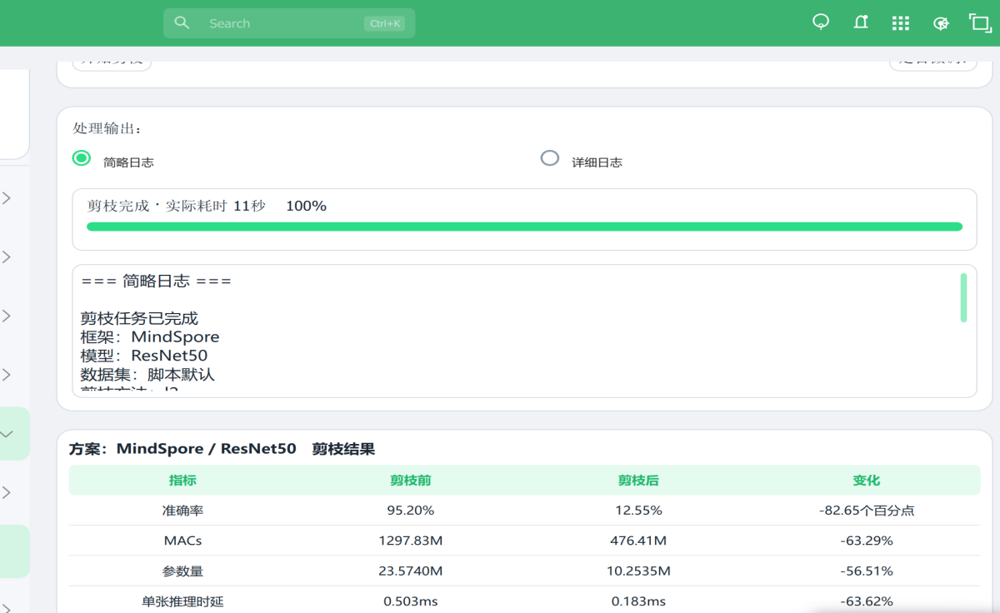 Search Ctrl+K
处理输出：
简略日志 详细日志
剪枝完成 · 实际耗时 11秒 100%
=== 简略日志 ===
剪枝任务已完成
框架：MindSpore
模型：ResNet50
数据集：脚本默认
方案：MindSpore / ResNet50 剪枝结果
指标 剪枝前 剪枝后 变化
准确率 95.20% 12.55% -82.65个百分点
MACs 1297.83M 476.41M -63.29%
参数量 23.5740M 10.2535M -56.51%
单张推理时延 0.503ms 0.183ms -63.62%